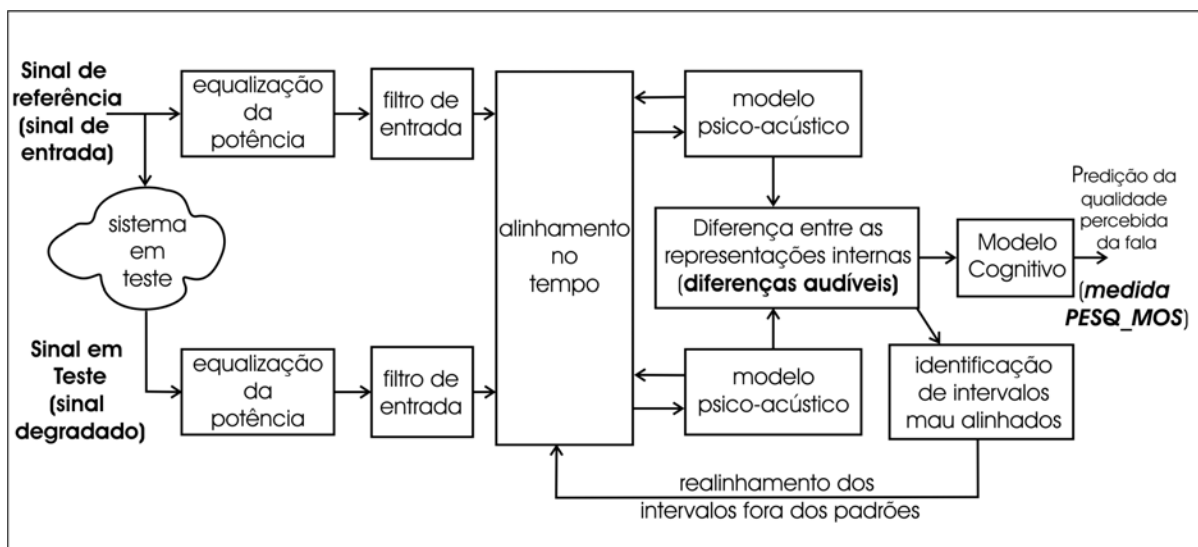 Sinal de
referência
(sinal de
entrada)
equalização
da
potência
filtro de
entrada
alinhamento
no
tempo
modelo
psico-acústico
sistema
em
teste
Diferença entre as
representações internas
(diferenças audíveis)
Modelo
Cognitivo
Predição da
qualidade
percebida
da fala
(medida
PESQ_MOS)
Sinal em
Teste
(sinal
degradado)
equalização
da
potência
filtro de
entrada
modelo
psico-acústico
identificação
de intervalos
mau alinhados
realinhamento dos
intervalos fora dos padrões